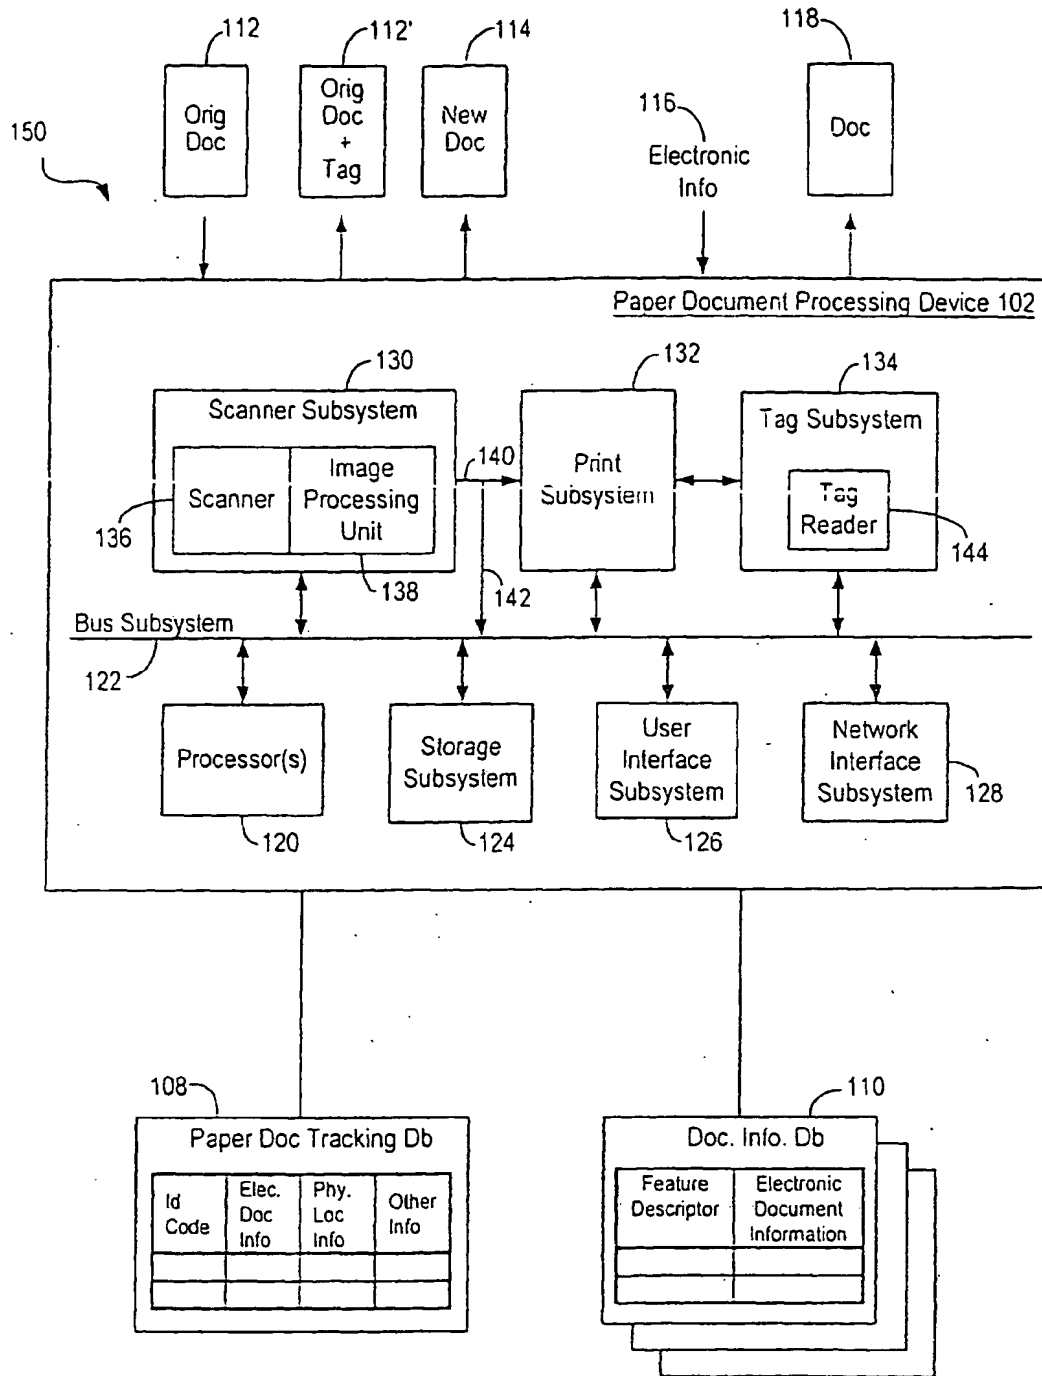 112
112'
114
118
150
Orig
Doc
Orig
Doc
+
Tag
New
Doc
116
Electronic
Info
Doc
Paper Document Processing Device 102
130
132
134
Scanner Subsystem
Scanner
Image
Processing
Unit
136
138
140
142
Print
Subsystem
Tag Subsystem
Tag
Reader
144
Bus Subsystem
122
Processor(s)
120
Storage
Subsystem
124
User
Interface
Subsystem
126
Network
Interface
Subsystem
128
108
Paper Doc Tracking Db
Id
Code
Elec.
Doc
Info
Phy.
Loc
Info
Other
Info
110
Doc. Info. Db
Feature
Descriptor
Electronic
Document
Information